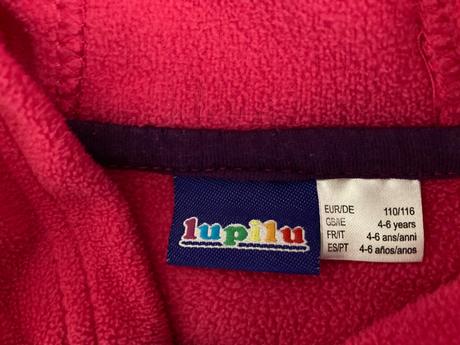 lupilu
EUR/DE 110/116
GB/IE 4-6 years
FR/IT 4-6 ans/anni
ES/PT 4-6 años/anos